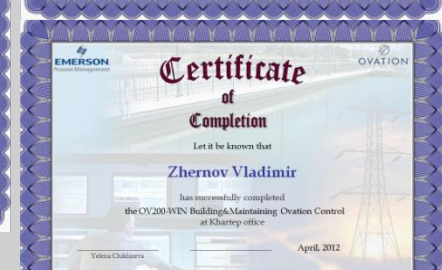 EMERSON
Process Management
OVATION
Certificate
of
Completion
Let it be known that
Zhernov Vladimir
has successfully completed
the OV200-WIN Building&Maintaining Ovation Control
at Khartep office
April, 2012
Yelena Chikhireva